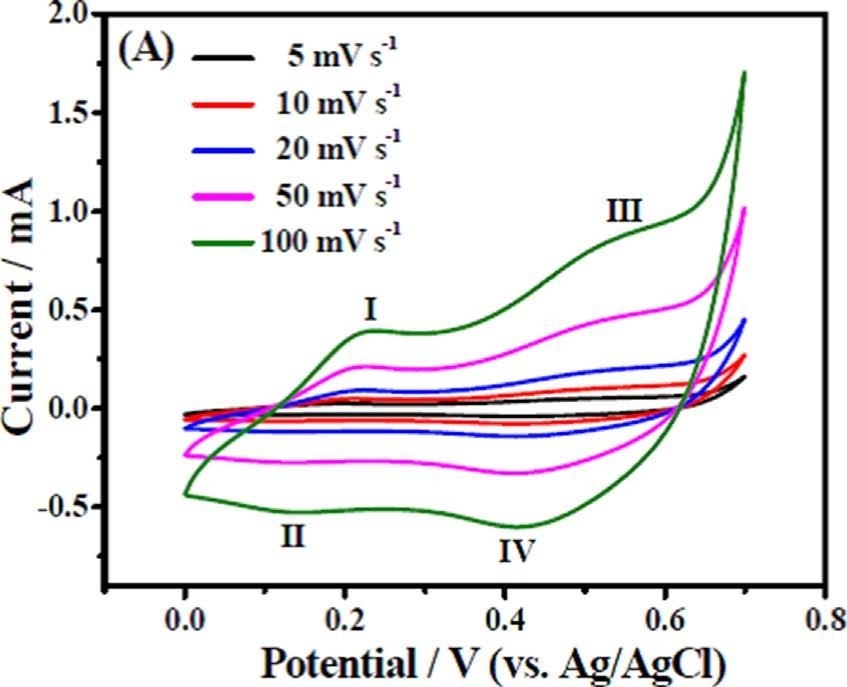 2.0
1.5
1.0
0.5
0.0
-0.5
Current / mA
(A)
5 mV s⁻¹
10 mV s⁻¹
20 mV s⁻¹
50 mV s⁻¹
100 mV s⁻¹
I
II
III
IV
0.0 0.2 0.4 0.6 0.8
Potential / V (vs. Ag/AgCl)